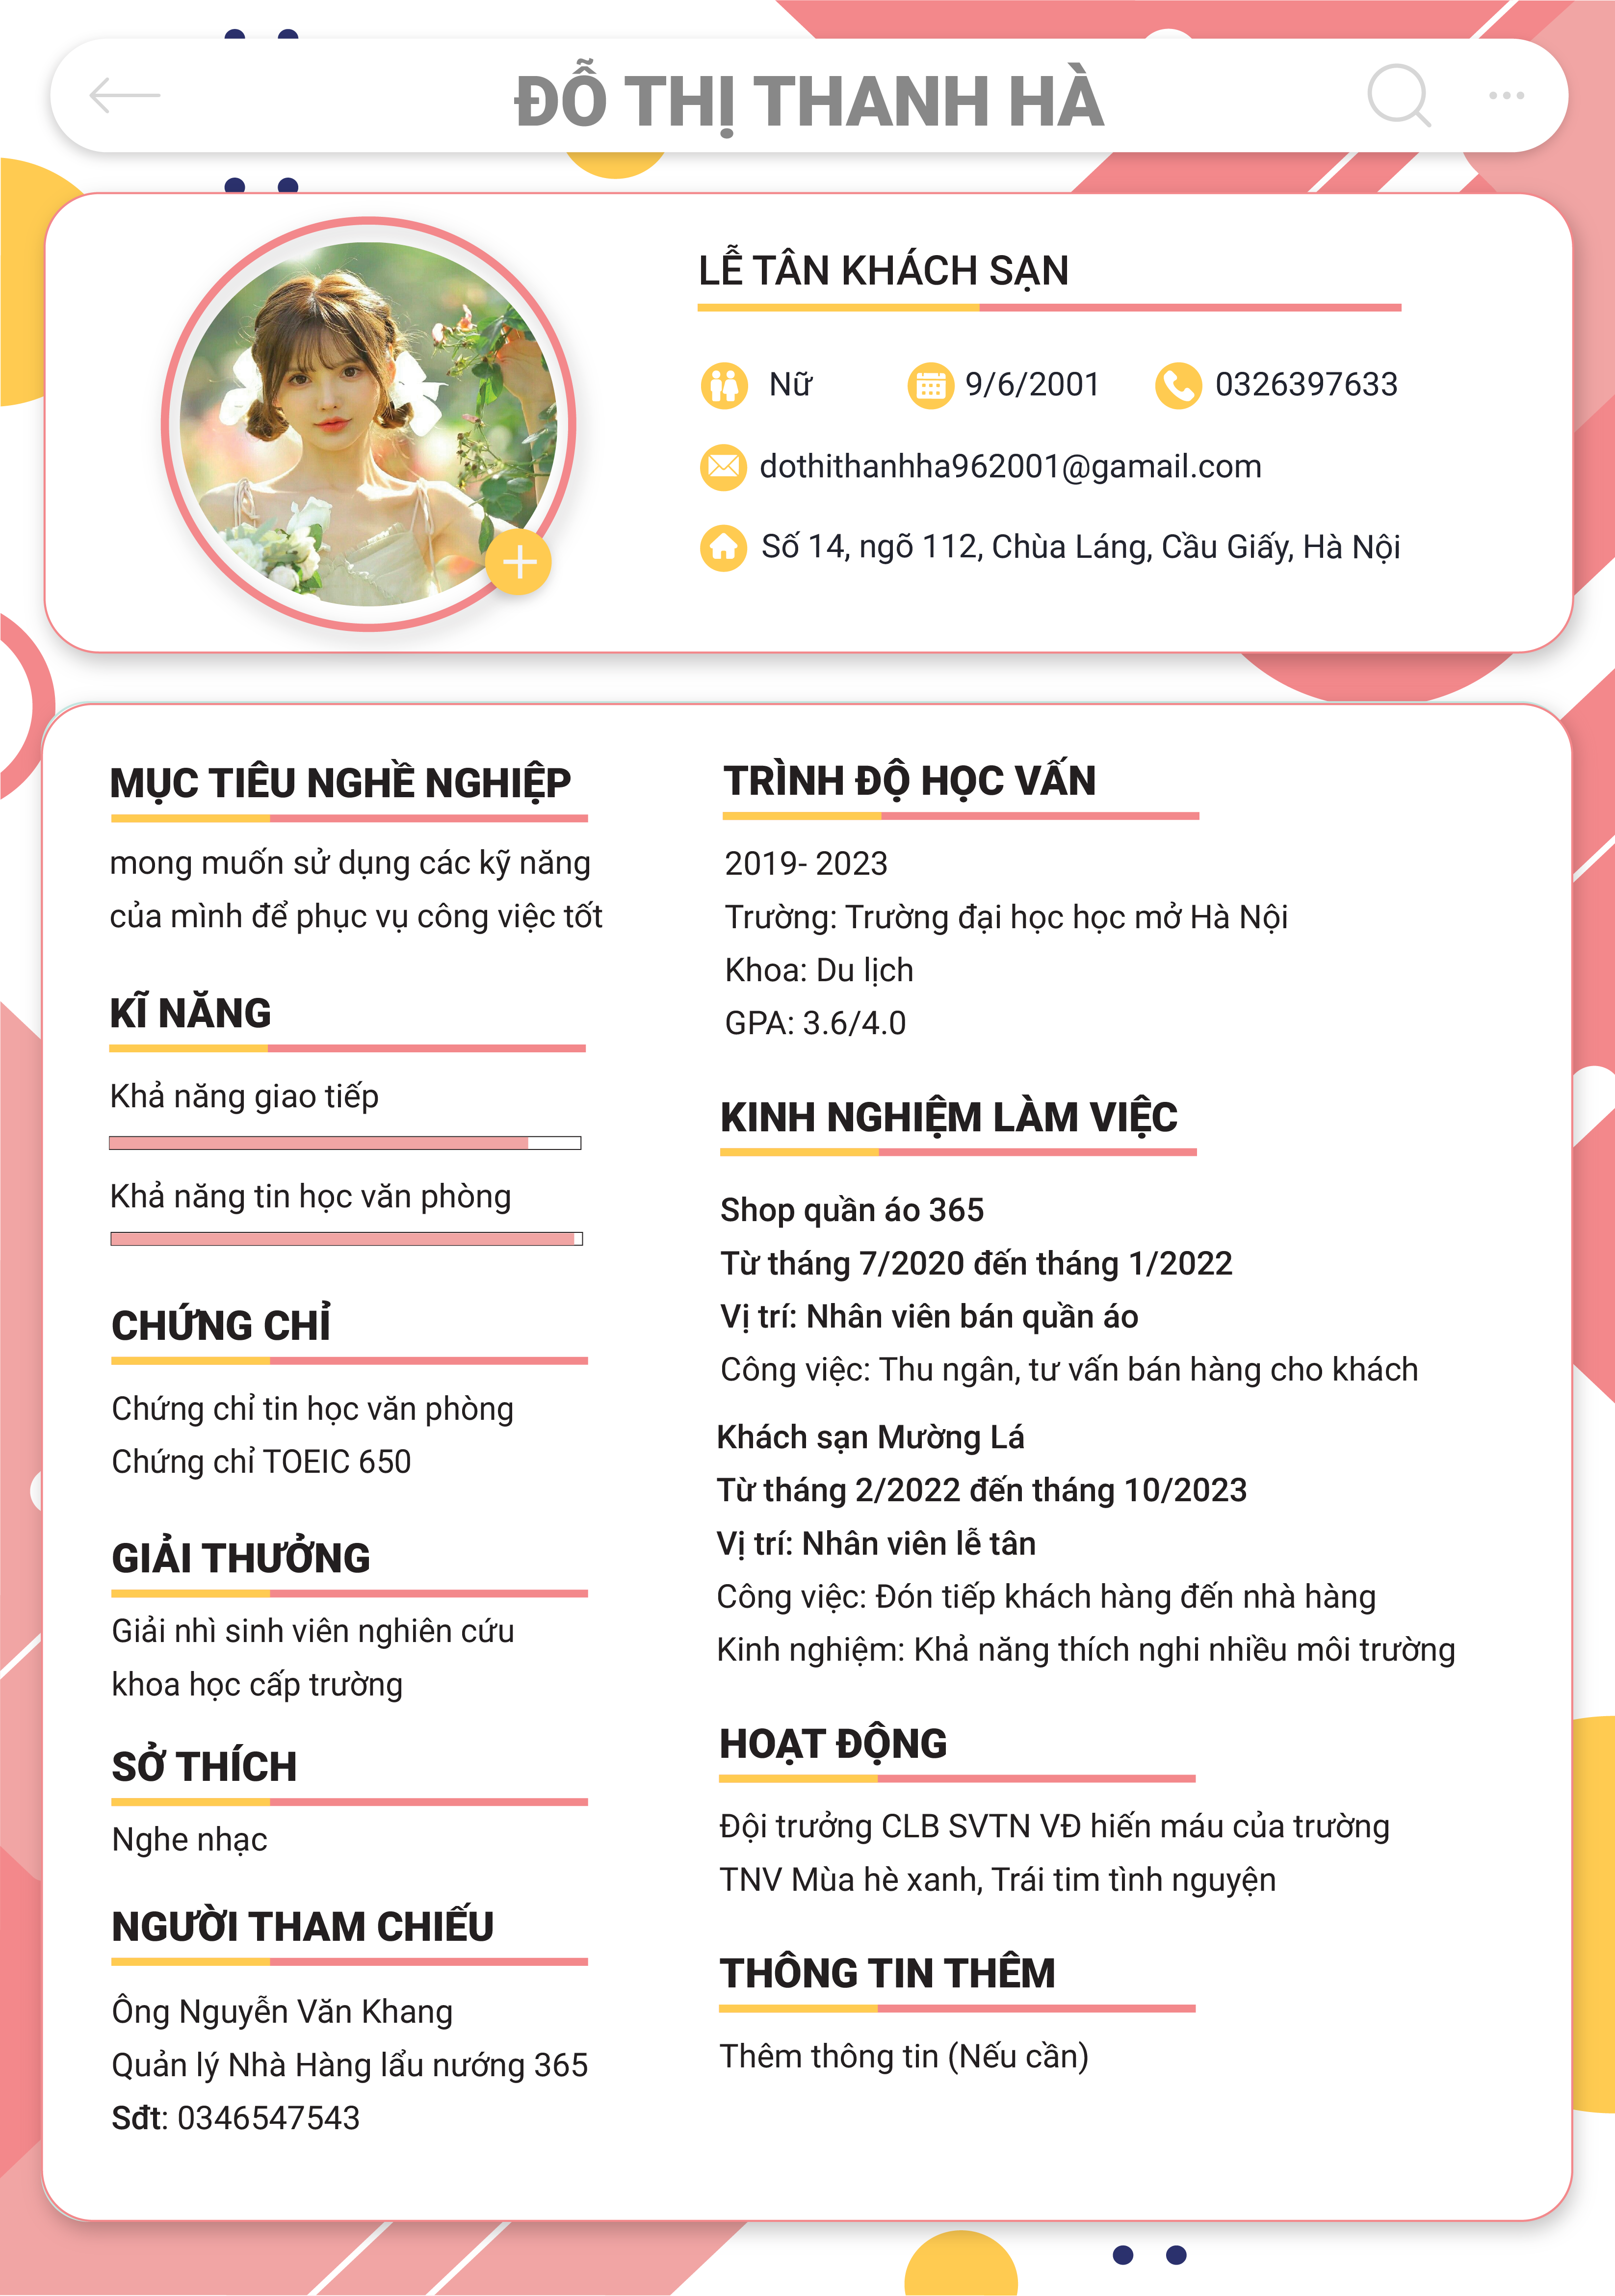 ĐỖ THỊ THANH HÀ
LỄ TÂN KHÁCH SẠN
Nữ
9/6/2001
0326397633
dothithanhha962001@gamail.com
Số 14, ngõ 112, Chùa Láng, Cầu Giấy, Hà Nội
MỤC TIÊU NGHỀ NGHIỆP
mong muốn sử dụng các kỹ năng
của mình để phục vụ công việc tốt
KĨ NĂNG
Khả năng giao tiếp
Khả năng tin học văn phòng
CHỨNG CHỈ
Chứng chỉ tin học văn phòng
Chứng chỉ TOEIC 650
GIẢI THƯỞNG
Giải nhì sinh viên nghiên cứu
khoa học cấp trường
SỞ THÍCH
Nghe nhạc
NGƯỜI THAM CHIẾU
Ông Nguyễn Văn Khang
Quản lý Nhà Hàng lẩu nướng 365
Sđt: 0346547543
TRÌNH ĐỘ HỌC VẤN
2019- 2023
Trường: Trường đại học học mở Hà Nội
Khoa: Du lịch
GPA: 3.6/4.0
KINH NGHIỆM LÀM VIỆC
Shop quần áo 365
Từ tháng 7/2020 đến tháng 1/2022
Vị trí: Nhân viên bán quần áo
Công việc: Thu ngân, tư vấn bán hàng cho khách
Khách sạn Mường Lá
Từ tháng 2/2022 đến tháng 10/2023
Vị trí: Nhân viên lễ tân
Công việc: Đón tiếp khách hàng đến nhà hàng
Kinh nghiệm: Khả năng thích nghi nhiều môi trường
HOẠT ĐỘNG
Đội trưởng CLB SVTN VĐ hiến máu của trường
TNV Mùa hè xanh, Trái tim tình nguyện
THÔNG TIN THÊM
Thêm thông tin (Nếu cần)